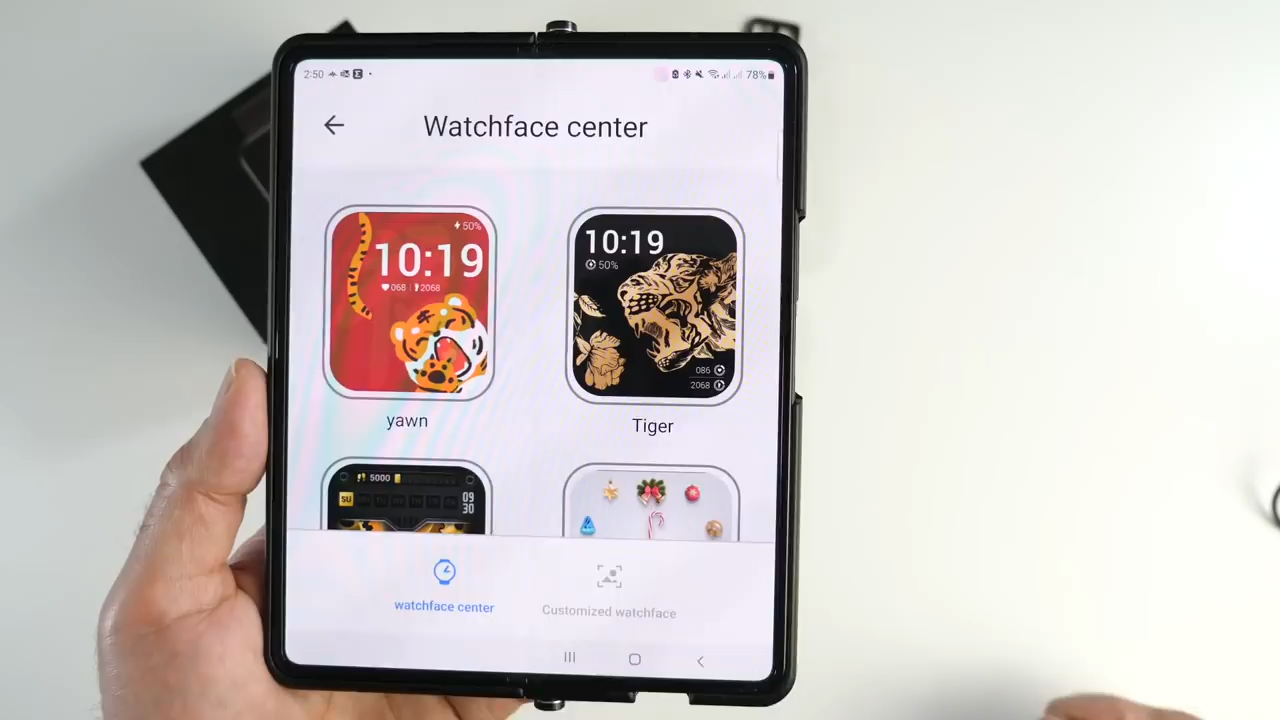 2:50
78%
Watchface center
50%
10:19
068
2068
yawn
10:19
50%
086
2068
Tiger
5000
SU
09
30
watchface center
Customized watchface